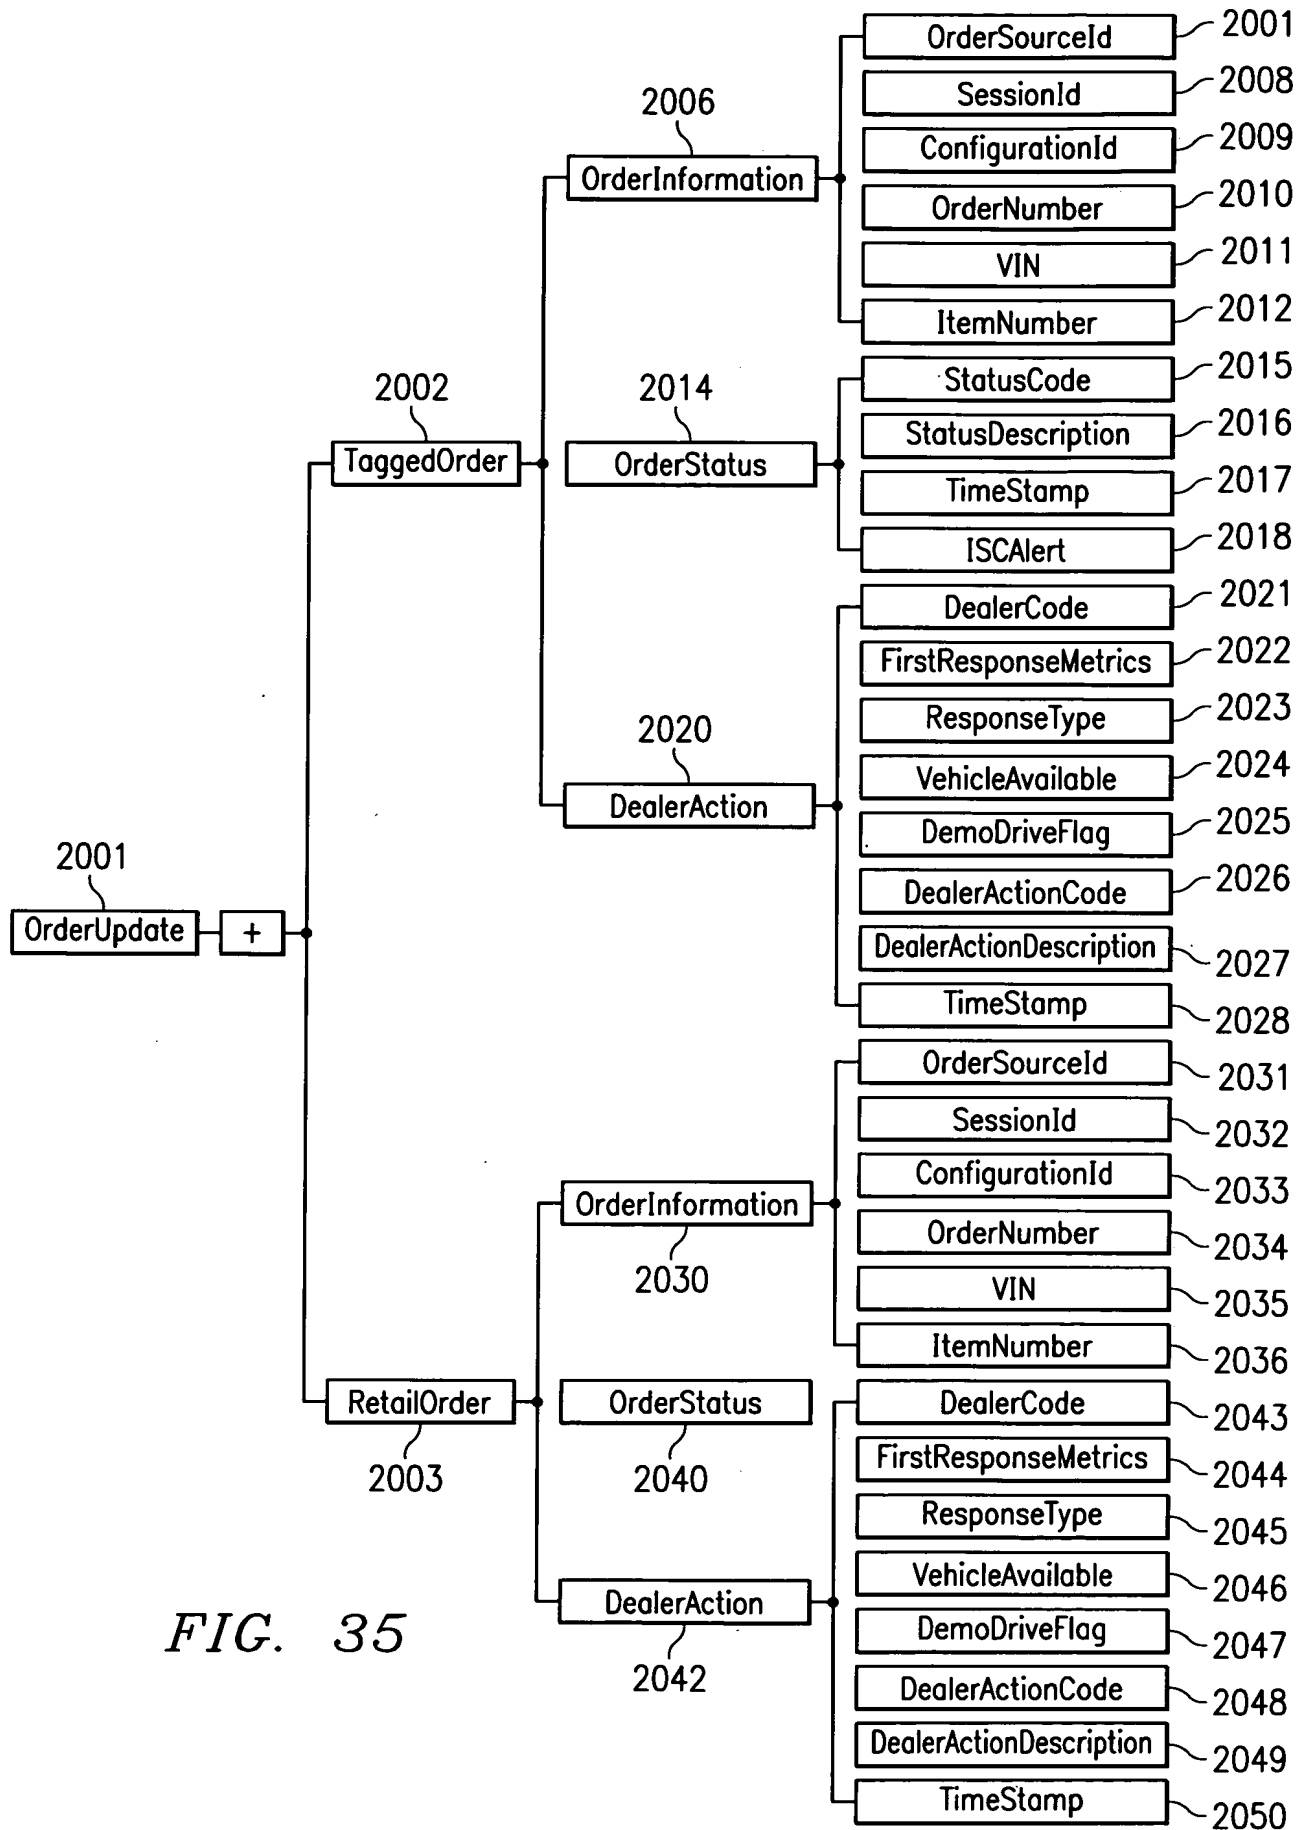 OrderSourceId 2001
SessionId 2008
2006
ConfigurationId 2009
OrderInformation
OrderNumber 2010
VIN 2011
ItemNumber 2012
StatusCode 2015
2002
2014
StatusDescription 2016
TaggedOrder
OrderStatus
TimeStamp 2017
ISCAlert 2018
DealerCode 2021
FirstResponseMetrics 2022
ResponseType 2023
2020
VehicleAvailable 2024
DealerAction
DemoDriveFlag 2025
2001
DealerActionCode 2026
OrderUpdate +
DealerActionDescription 2027
TimeStamp 2028
OrderSourceId 2031
SessionId 2032
ConfigurationId 2033
OrderInformation
OrderNumber 2034
2030
VIN 2035
ItemNumber 2036
RetailOrder
OrderStatus
DealerCode 2043
2003
2040
FirstResponseMetrics 2044
ResponseType 2045
VehicleAvailable 2046
DealerAction
DemoDriveFlag 2047
2042
DealerActionCode 2048
DealerActionDescription 2049
TimeStamp 2050
FIG. 35